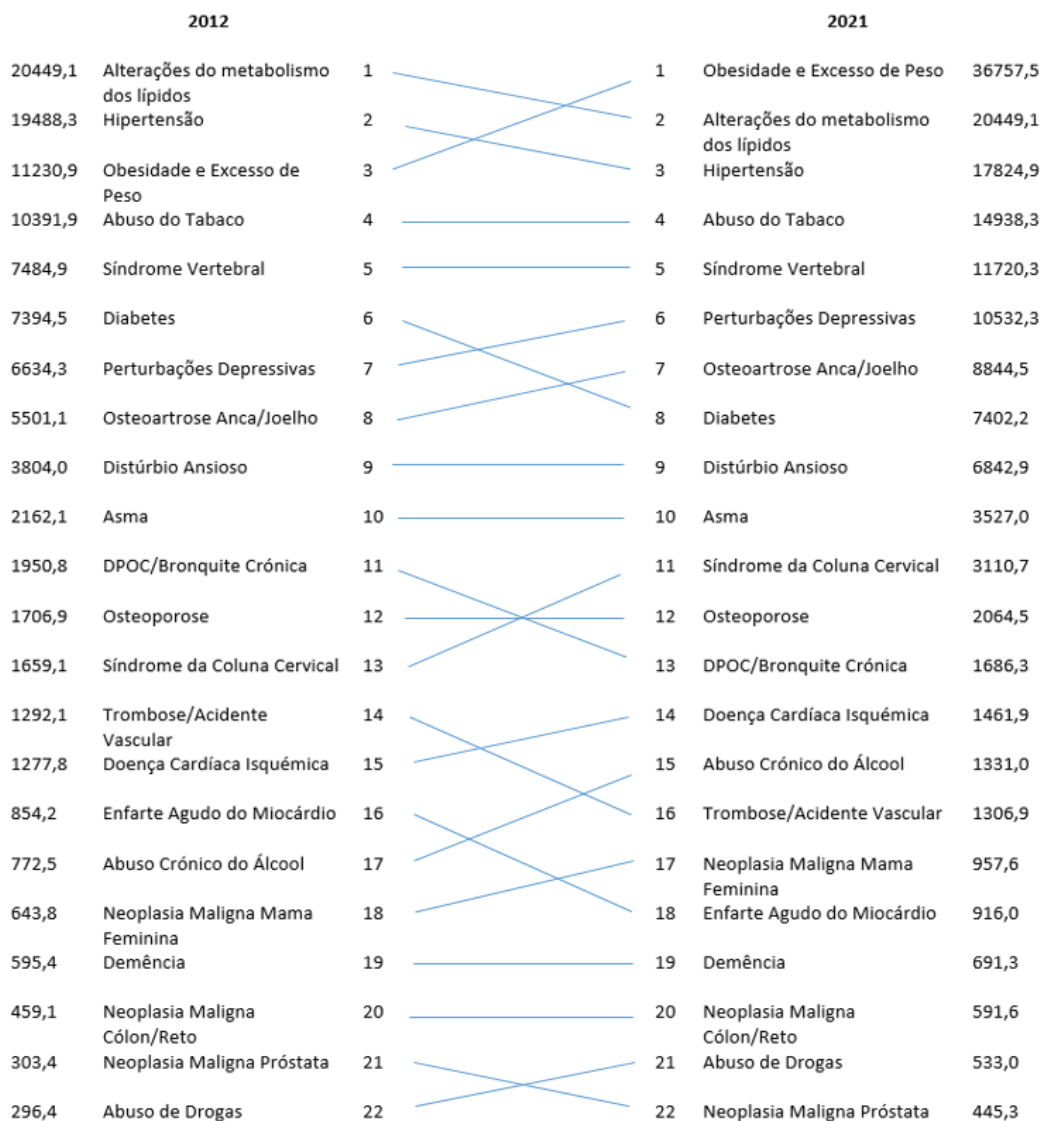 2012 2021
20449,1 Alterações do metabolismo 1 1 Obesidade e Excesso de Peso 36757,5
dos lípidos
19488,3 Hipertensão 2 2 Alterações do metabolismo 20449,1
dos lípidos
11230,9 Obesidade e Excesso de 3 3 Hipertensão 17824,9
Peso
10391,9 Abuso do Tabaco 4 4 Abuso do Tabaco 14938,3
7484,9 Síndrome Vertebral 5 5 Síndrome Vertebral 11720,3
7394,5 Diabetes 6 6 Perturbações Depressivas 10532,3
6634,3 Perturbações Depressivas 7 7 Osteoartrose Anca/Joelho 8844,5
5501,1 Osteoartrose Anca/Joelho 8 8 Diabetes 7402,2
3804,0 Distúrbio Ansioso 9 9 Distúrbio Ansioso 6842,9
2162,1 Asma 10 10 Asma 3527,0
1950,8 DPOC/Bronquite Crónica 11 11 Síndrome da Coluna Cervical 3110,7
1706,9 Osteoporose 12 12 Osteoporose 2064,5
1659,1 Síndrome da Coluna Cervical 13 13 DPOC/Bronquite Crónica 1686,3
1292,1 Trombose/Acidente 14 14 Doença Cardíaca Isquémica 1461,9
Vascular
1277,8 Doença Cardíaca Isquémica 15 15 Abuso Crónico do Álcool 1331,0
854,2 Enfarte Agudo do Miocárdio 16 16 Trombose/Acidente Vascular 1306,9
772,5 Abuso Crónico do Álcool 17 17 Neoplasia Maligna Mama 957,6
Feminina
643,8 Neoplasia Maligna Mama 18 18 Enfarte Agudo do Miocárdio 916,0
Feminina
595,4 Demência 19 19 Demência 691,3
459,1 Neoplasia Maligna 20 20 Neoplasia Maligna 591,6
Cólon/Reto Cólon/Reto
303,4 Neoplasia Maligna Próstata 21 21 Abuso de Drogas 533,0
296,4 Abuso de Drogas 22 22 Neoplasia Maligna Próstata 445,3